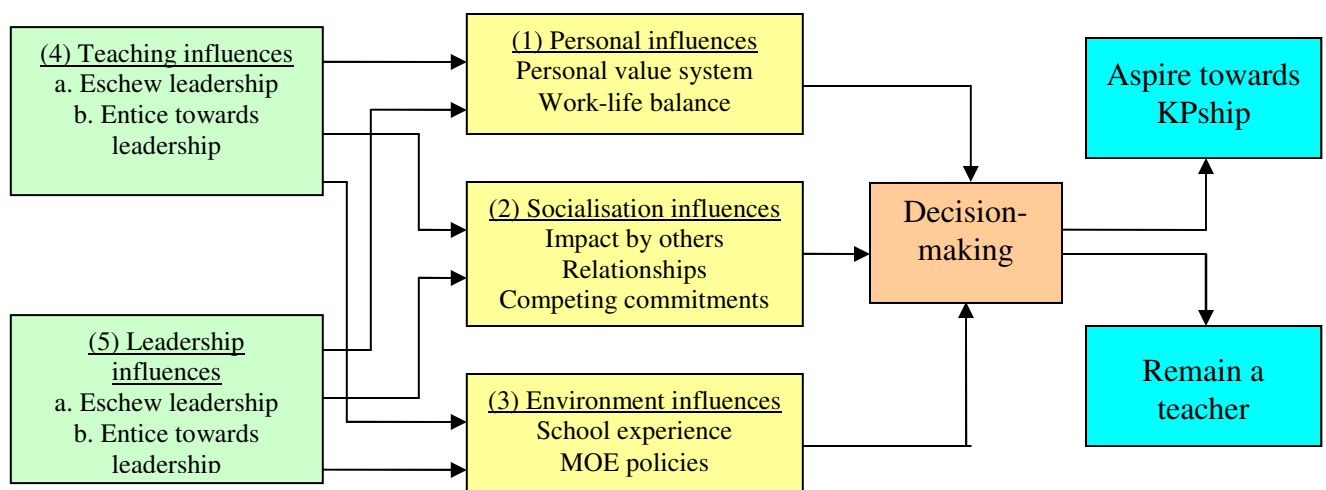 (4) Teaching influences
a. Eschew leadership
b. Entice towards
leadership
(5) Leadership
influences
a. Eschew leadership
b. Entice towards
leadership
(1) Personal influences
Personal value system
Work-life balance
(2) Socialisation influences
Impact by others
Relationships
Competing commitments
(3) Environment influences
School experience
MOE policies
Decision-
making
Aspire towards
KPship
Remain a
teacher